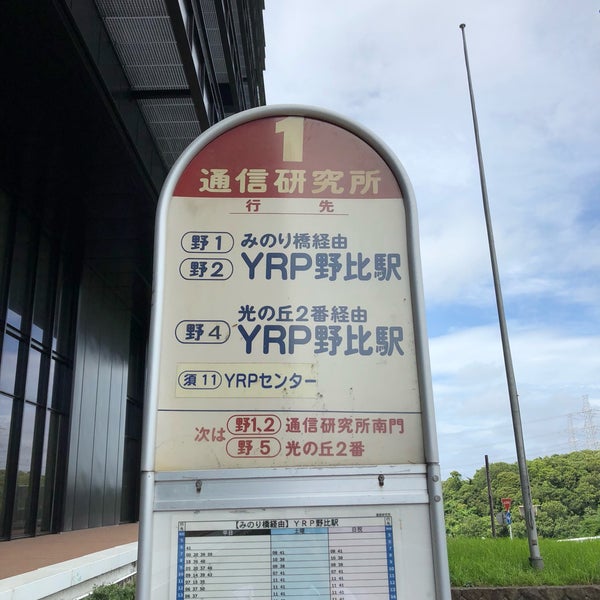 1
通信研究所
行先
野1 みのり橋経由
野2 YRP野比駅
光の丘2番経由
野4 YRP野比駅
須11 YRPセンター
次は 野1、2 通信研究所南門
野5 光の丘2番
【みのり橋経由】YRP野比駅
平日 土曜 日祝